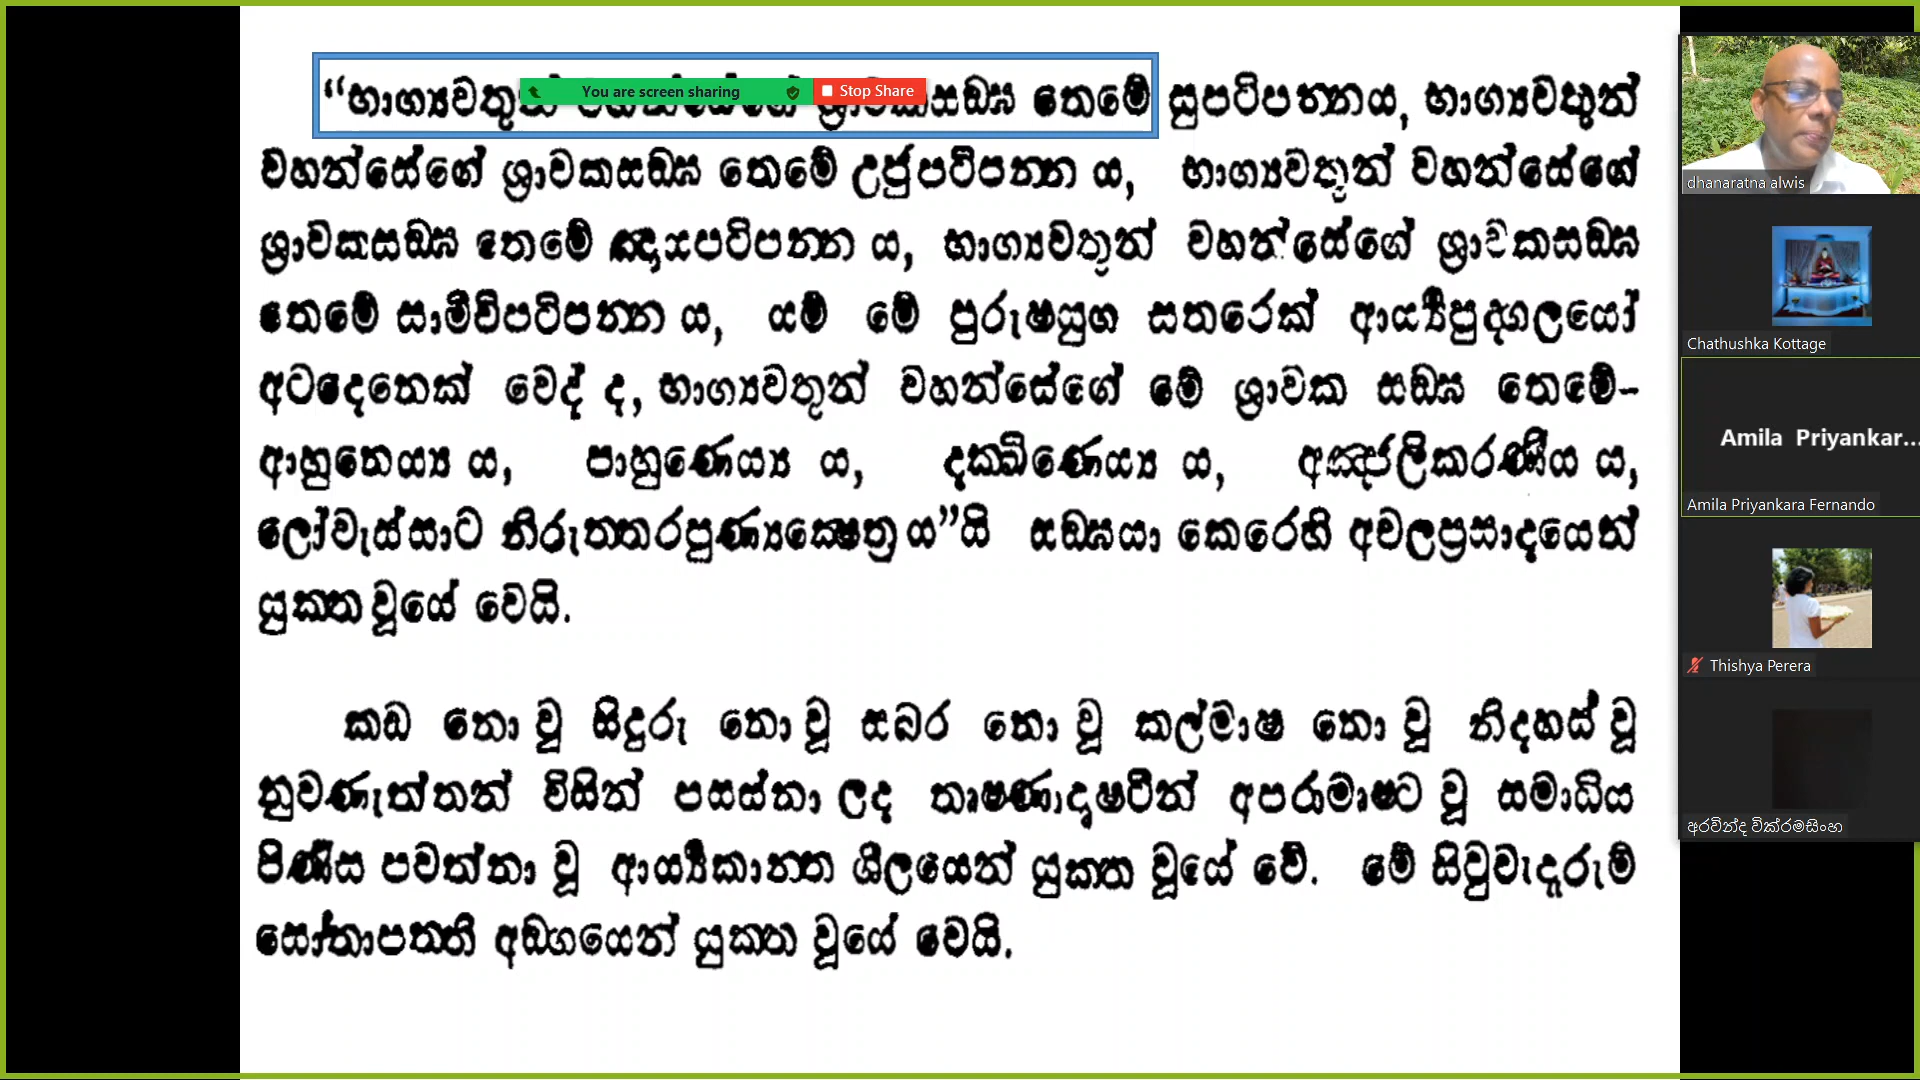 “භාග්‍යවතුන් ශ්‍රාවකසඞ්ඝ තෙමේ සුපටිපන්නය, භාග්‍යවතුන්
You are screen sharing
Stop Share
වහන්සේගේ ශ්‍රාවකසඞ්ඝ තෙමේ උජුපටිපන්න ය, භාග්‍යවතුන් වහන්සේගේ
ශ්‍රාවකසඞ්ඝ තෙමේ ඤායපටිපන්න ය, භාග්‍යවතුන් වහන්සේගේ ශ්‍රාවකසඞ්ඝ
තෙමේ සාමීචිපටිපන්න ය, යම් මේ පුරුෂයුග සතරෙක් ආර්‍ය්‍යපුද්ගලයෝ
අටදෙනෙක් වෙද් ද, භාග්‍යවතුන් වහන්සේගේ මේ ශ්‍රාවක සඞ්ඝ තෙමේ-
ආහුනෙය්‍ය ය, පාහුණෙය්‍ය ය, දක්ඛිණෙය්‍ය ය, අඤ්ජලිකරණීය ය,
ලෝවැස්සාට නිරුත්තරපුණ්‍යක්‍ෂෙත්‍ර ය”යි සඞ්ඝයා කෙරෙහි අචලප්‍රසාදයෙන්
යුක්ත වූයේ වෙයි.
කඩ නො වූ සිදුරු නො වූ සබර නො වූ කල්මාෂ නො වූ නිදහස් වූ
නුවණැත්තන් විසින් පසස්නා ලද තෘෂ්ණාදෘෂ්ටීන් අපරාමෘෂ්ට වූ සමාධිය
පිණිස පවත්නා වූ ආර්‍ය්‍යකාන්ත ශීලයෙන් යුක්ත වූයේ වේ. මේ සිවුවැදෑරුම්
සෝතාපත්ති අඞ්ගයෙන් යුක්ත වූයේ වෙයි.
dhanaratna alwis
Chathushka Kottage
Amila Priyankar...
Amila Priyankara Fernando
Thishya Perera
අරවින්ද වික්රමසිංහ